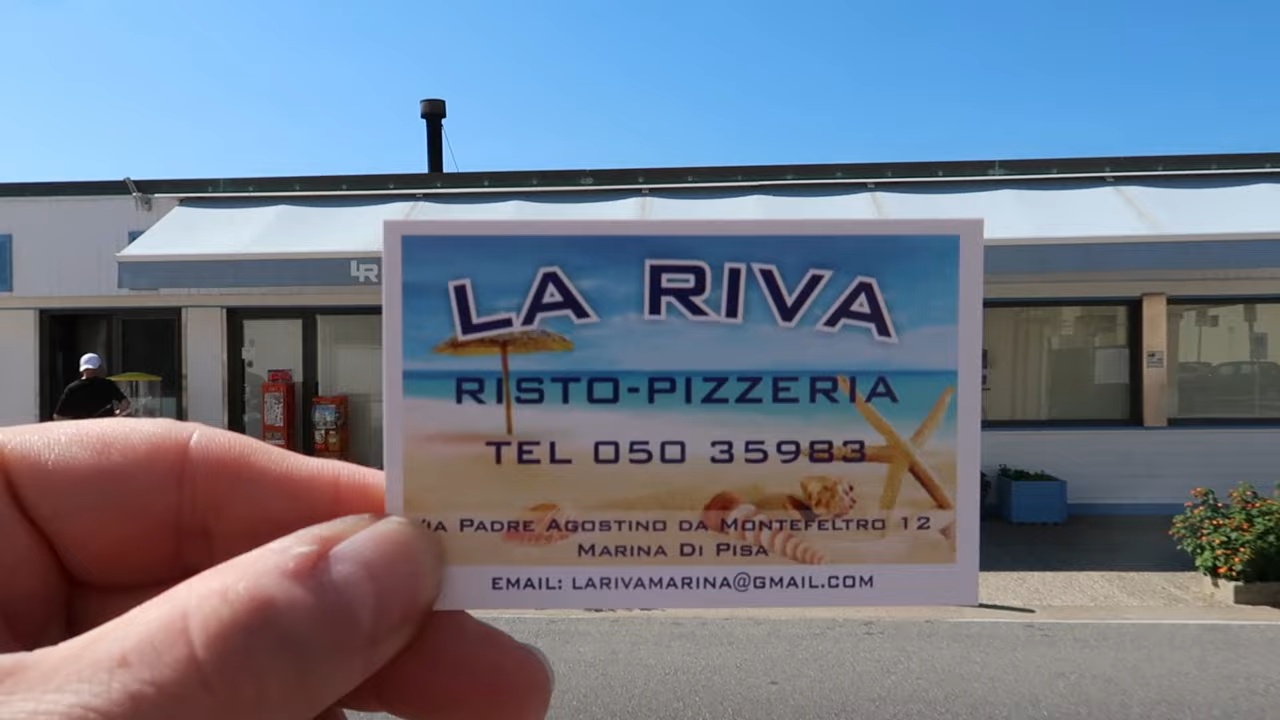 LR
LA RIVA
RISTO-PIZZERIA
TEL 050 35983
VIA PADRE AGOSTINO DA MONTEFELTRO 12
MARINA DI PISA
EMAIL: LARIVAMARINA@GMAIL.COM